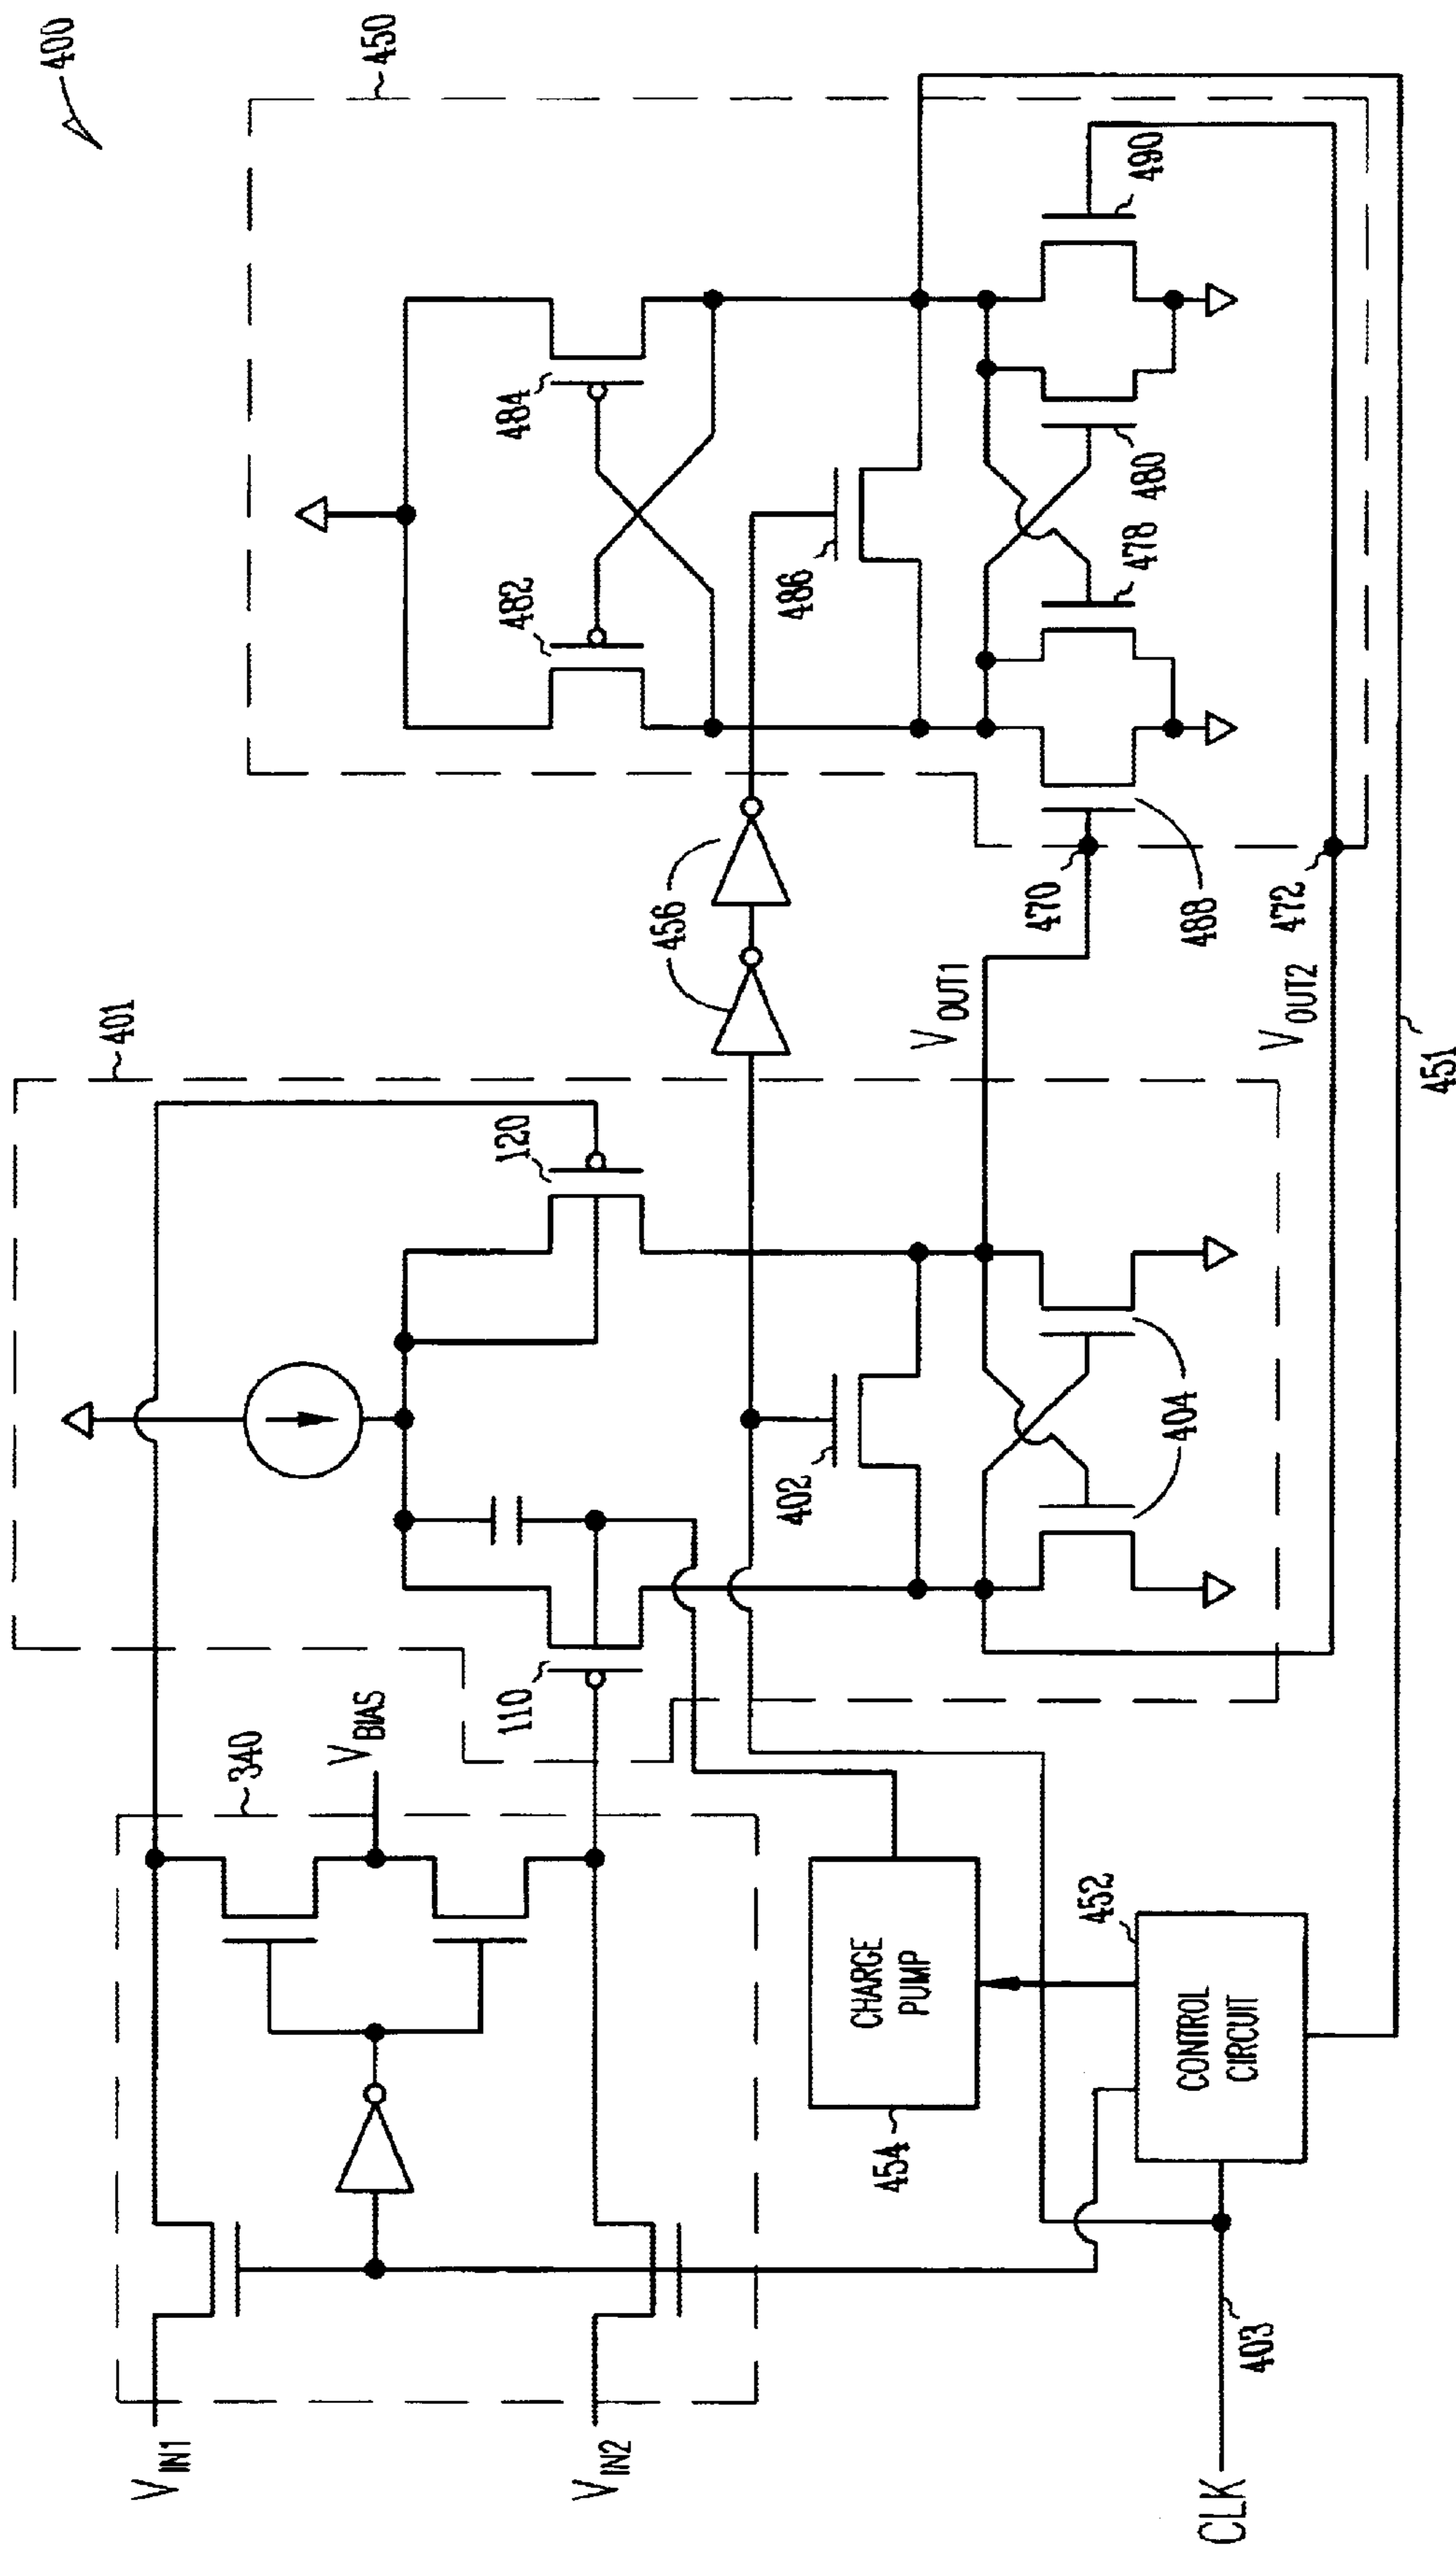 400
450
401
340
V_BIAS
V_IN1
V_IN2
CLK
403
110
120
402
404
456
482
484
486
478
480
490
488
470
472
V_OUT1
V_OUT2
451
CHARGE
PUMP
454
452
CONTROL
CIRCUIT